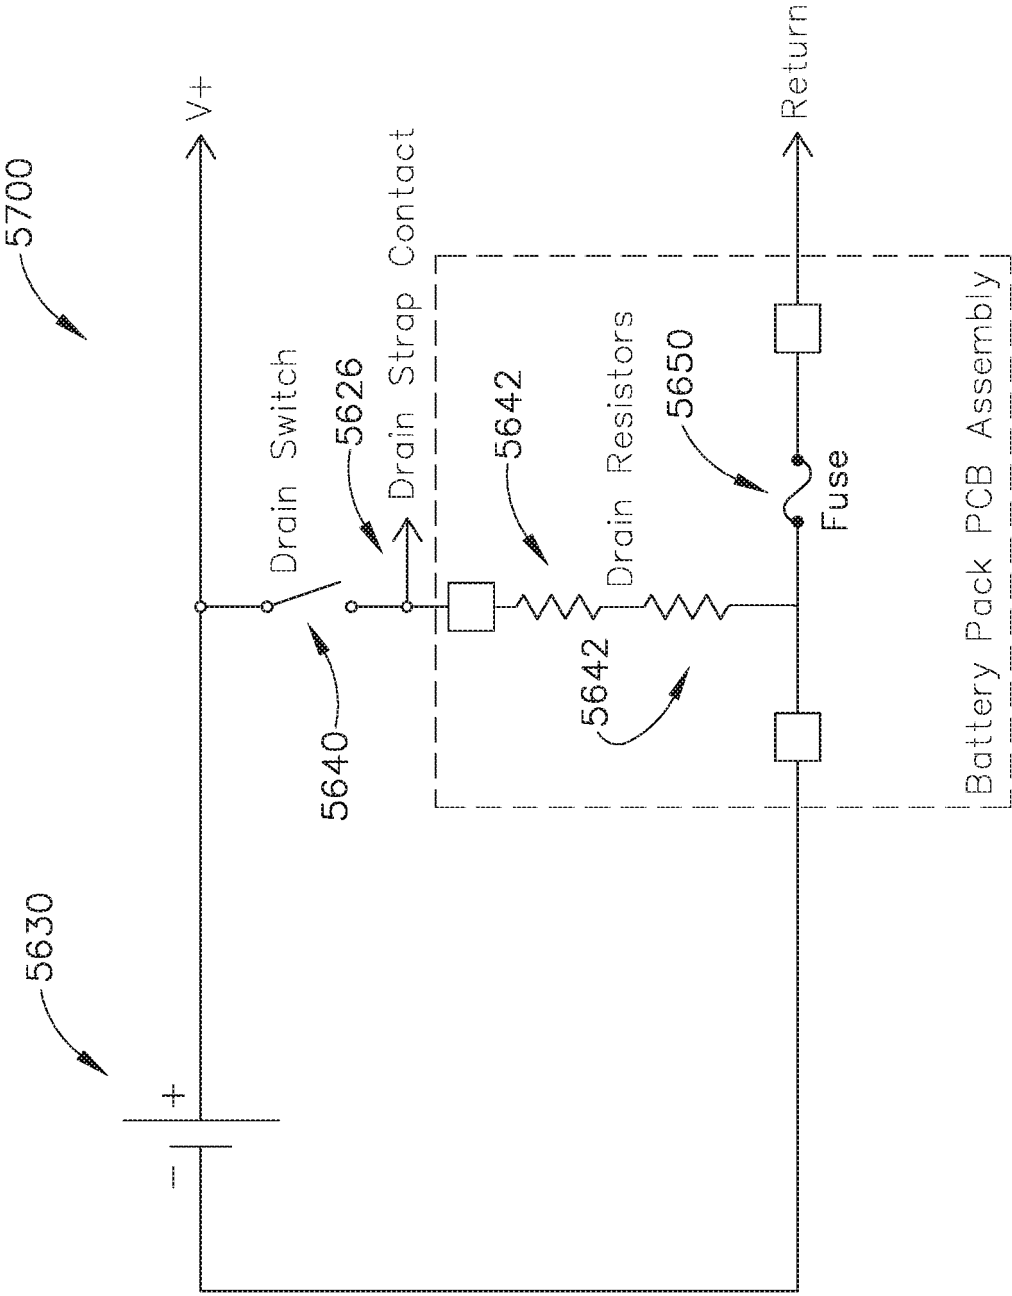 5700
V+
Return
5630
+
−
Drain Switch
5640
5626
Drain Strap Contact
5642
Drain Resistors
5642
5650
Fuse
Battery Pack PCB Assembly